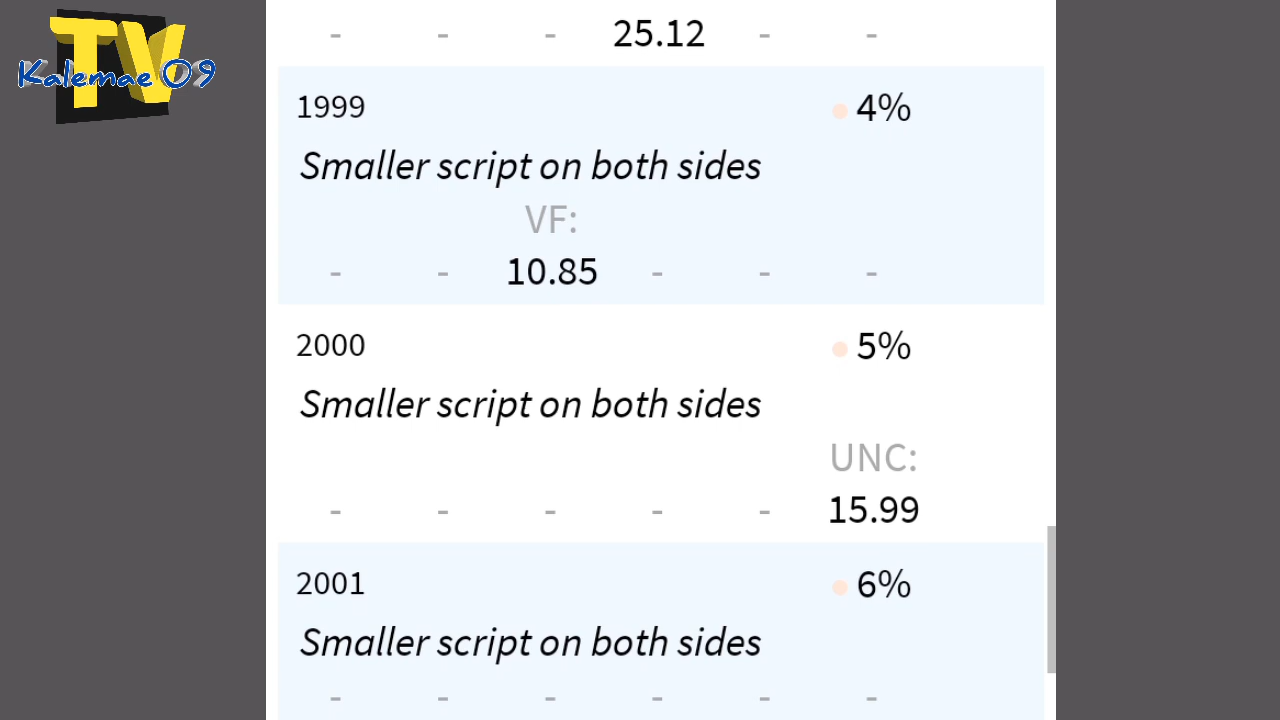 TV
Kalemae 09
- - - 25.12 - -
1999 4%
Smaller script on both sides
VF:
- - 10.85 - - -
2000 5%
Smaller script on both sides
UNC:
- - - - - 15.99
2001 6%
Smaller script on both sides
- - - - - -